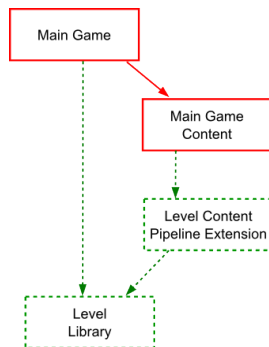 Main Game
Main Game
Content
Level Content
Pipeline Extension
Level
Library